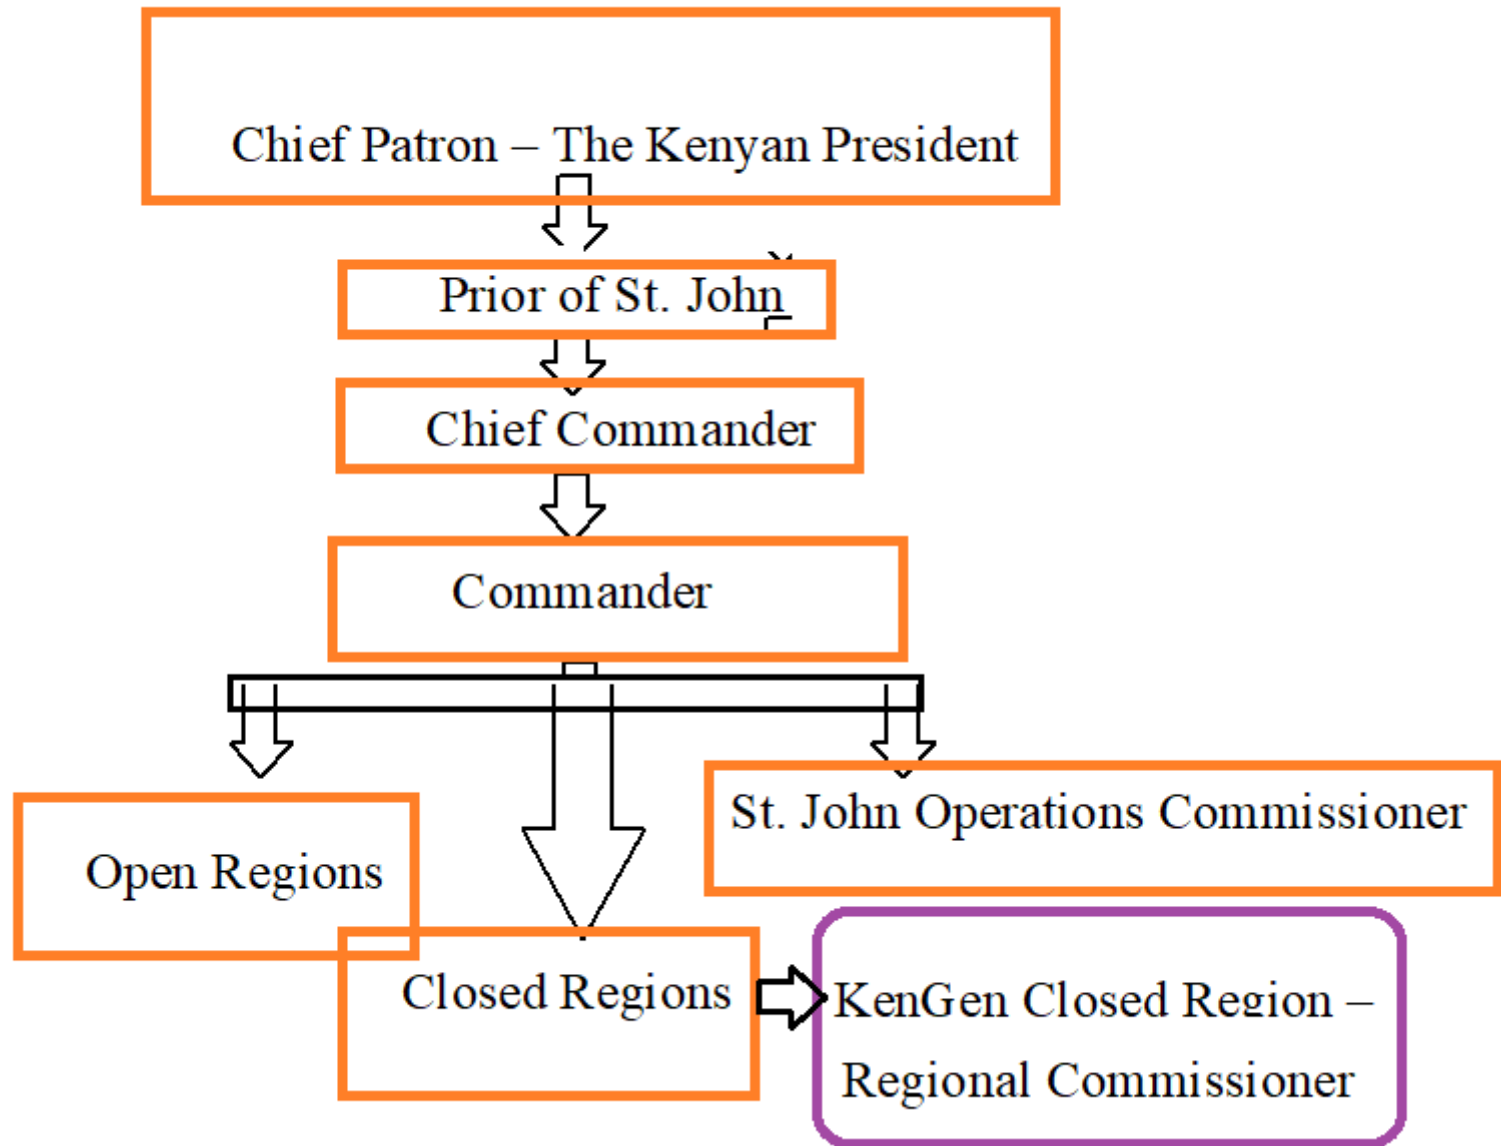 Chief Patron – The Kenyan President
Prior of St. John
Chief Commander
Commander
Open Regions
St. John Operations Commissioner
Closed Regions
KenGen Closed Region –
Regional Commissioner